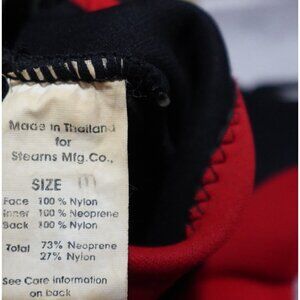 Made in Thailand
for
Stearns Mfg.Co.,
SIZE
Face 100 % Nylon
Inner 100 % Neoprene
Back 100 % Nylon
Total 73% Neoprene
27% Nylon
See Care Information
on back